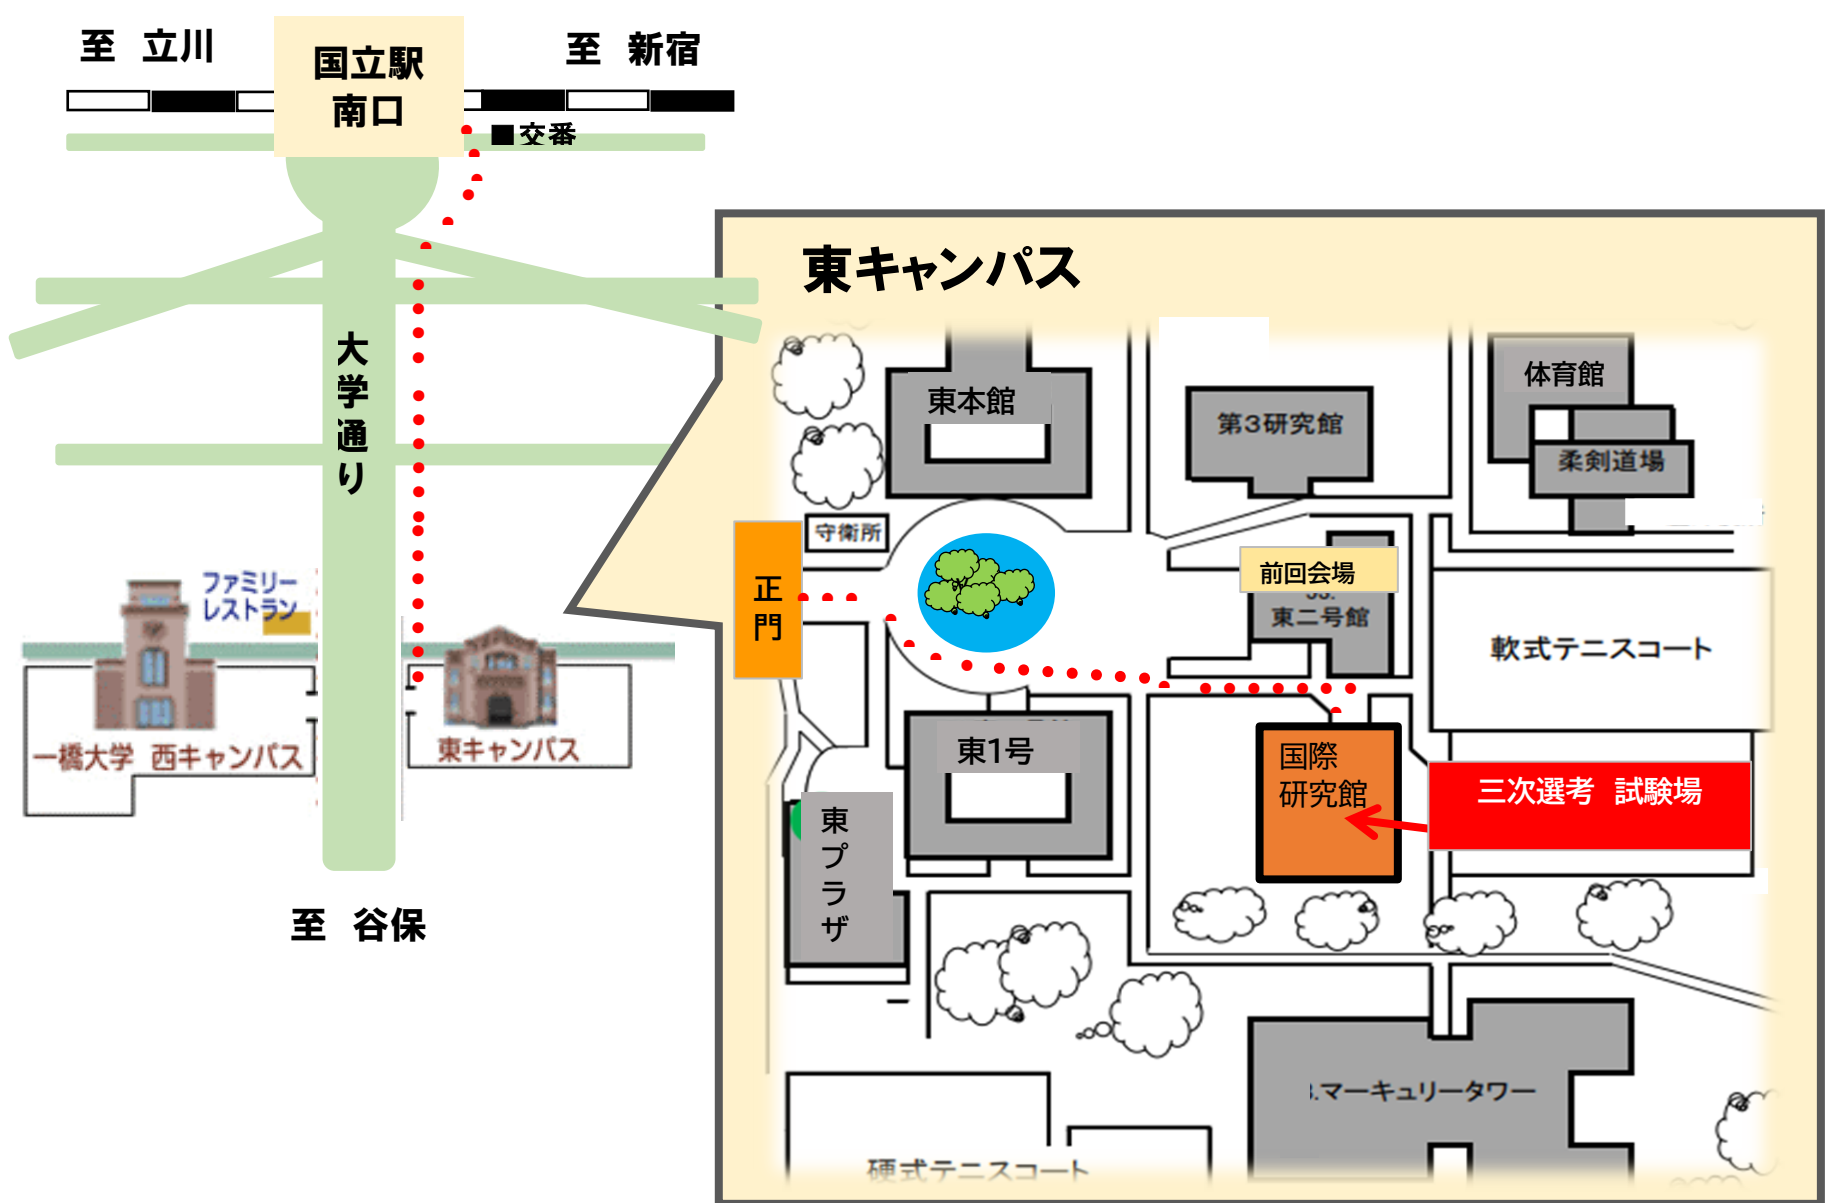 至 立川
国立駅
南口
至 新宿
■交番
大学通り
ファミリー
レストラン
一橋大学 西キャンパス
東キャンパス
至 谷保
東キャンパス
東本館
第3研究館
体育館
柔剣道場
守衛所
正門
前回会場
東二号館
軟式テニスコート
東1号
国際
研究館
三次選考 試験場
東プラザ
マーキュリータワー
硬式テニスコート